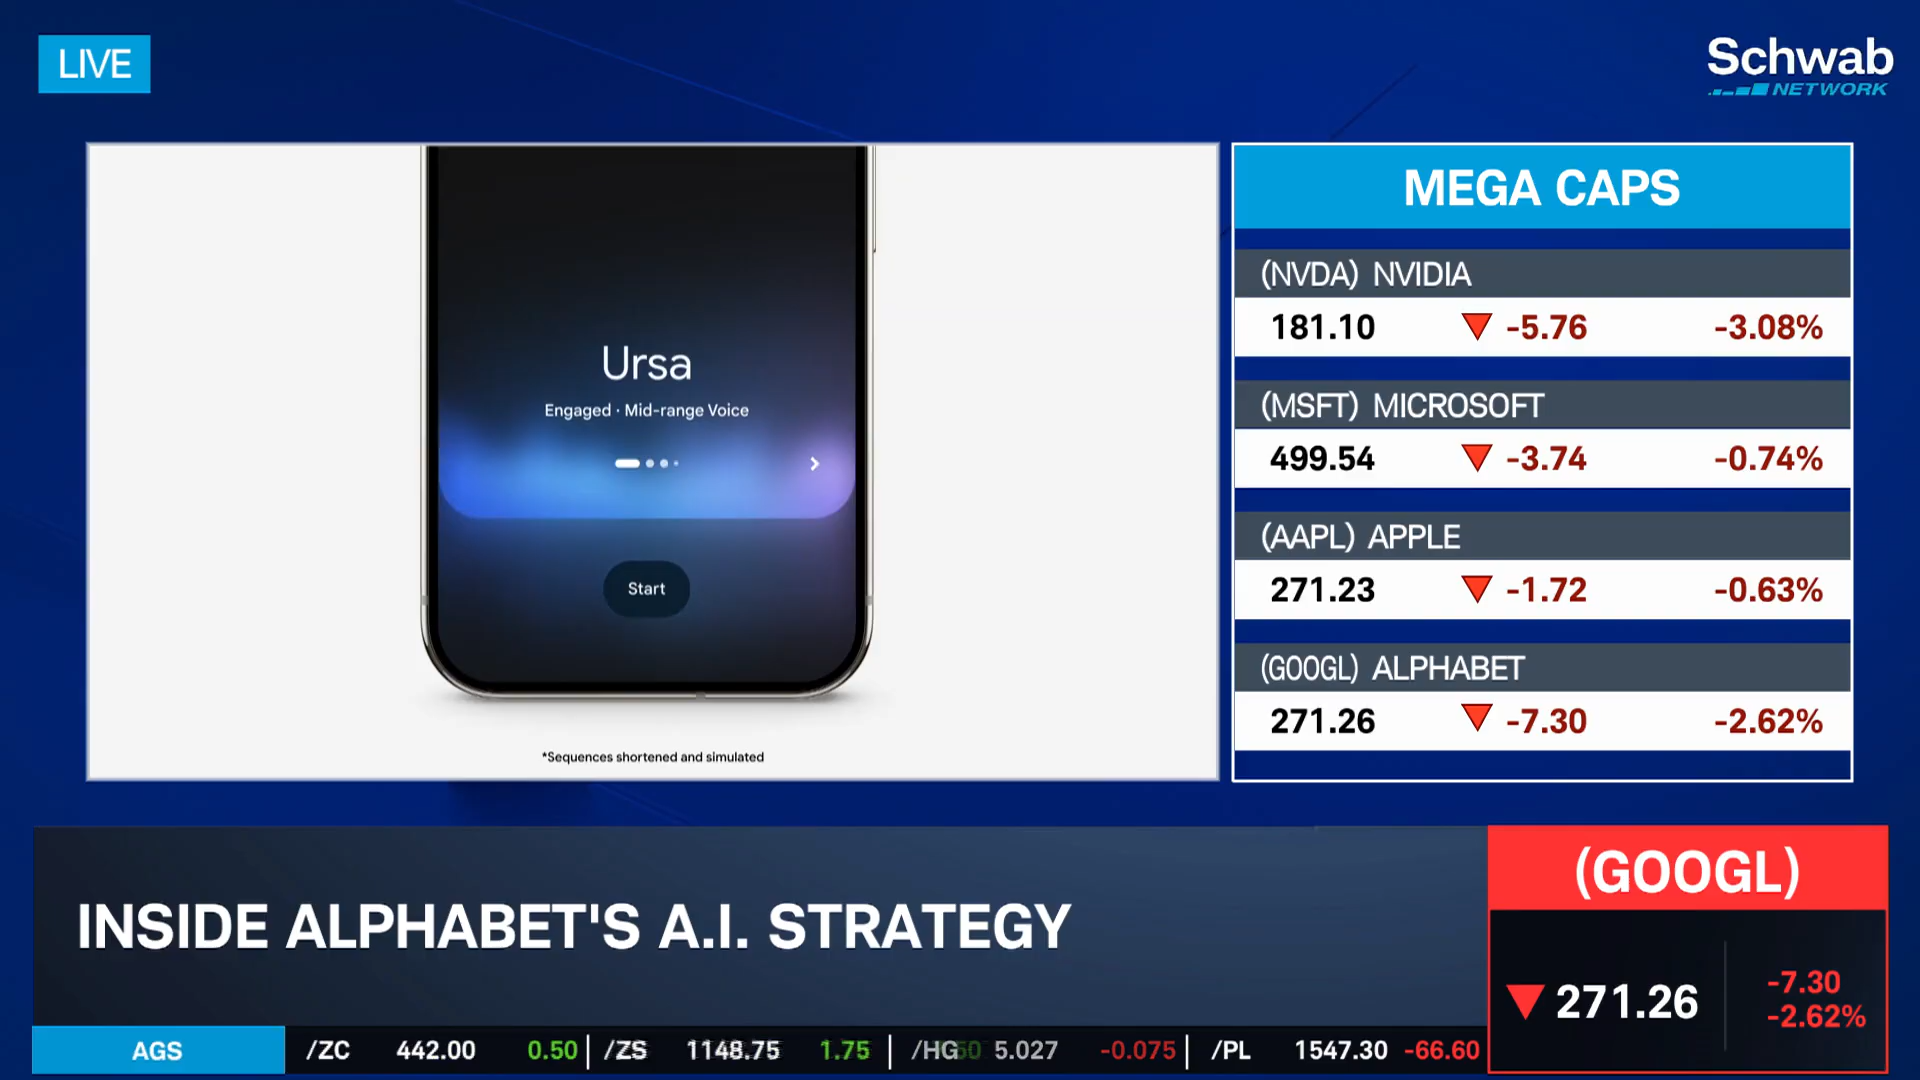 LIVE
Schwab
NETWORK
Ursa
Engaged · Mid-range Voice
Start
*Sequences shortened and simulated
MEGA CAPS
(NVDA) NVIDIA
181.10 ▼ -5.76 -3.08%
(MSFT) MICROSOFT
499.54 ▼ -3.74 -0.74%
(AAPL) APPLE
271.23 ▼ -1.72 -0.63%
(GOOGL) ALPHABET
271.26 ▼ -7.30 -2.62%
INSIDE ALPHABET'S A.I. STRATEGY
(GOOGL)
▼ 271.26
-7.30
-2.62%
AGS /ZC 442.00 0.50 | /ZS 1148.75 1.75 | /HG 5.027 -0.075 | /PL 1547.30 -66.60